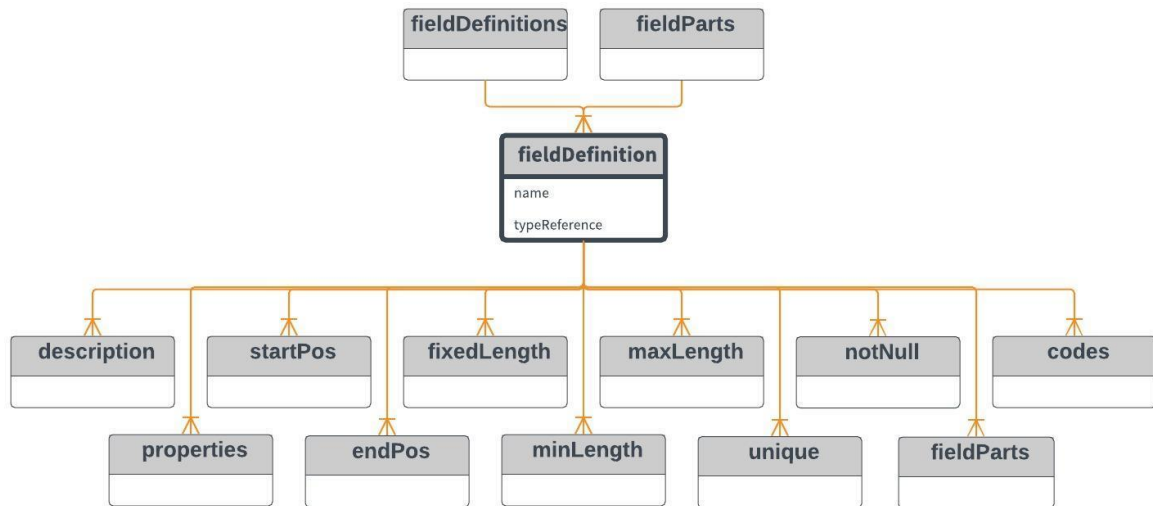 fieldDefinitions
fieldParts
fieldDefinition
name
typeReference
description
startPos
fixedLength
maxLength
notNull
codes
properties
endPos
minLength
unique
fieldParts